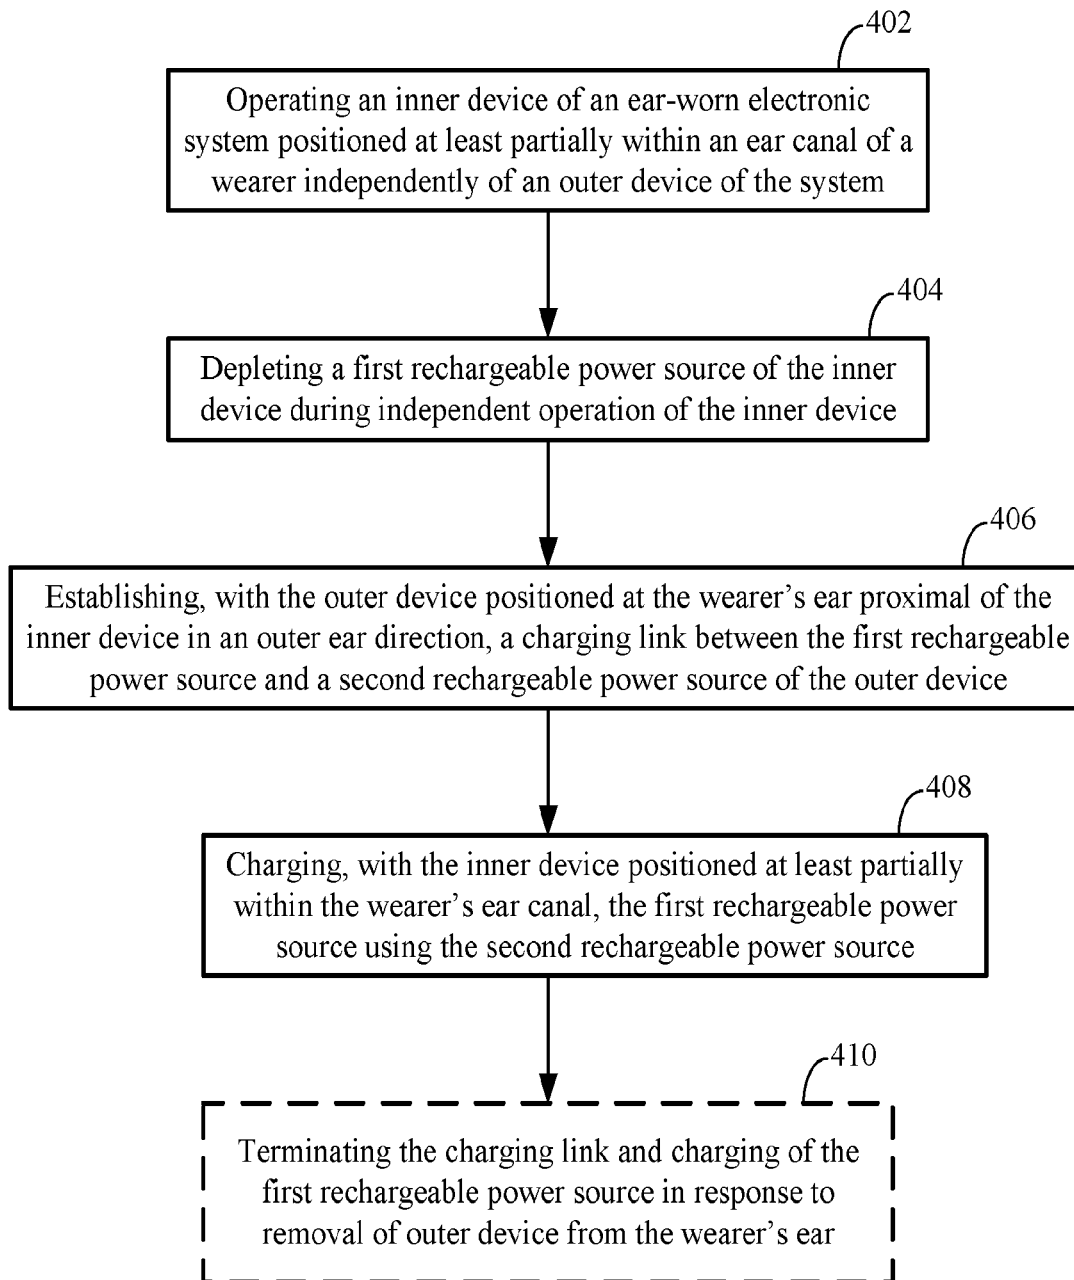 402
Operating an inner device of an ear-worn electronic
system positioned at least partially within an ear canal of a
wearer independently of an outer device of the system
404
Depleting a first rechargeable power source of the inner
device during independent operation of the inner device
406
Establishing, with the outer device positioned at the wearer’s ear proximal of the
inner device in an outer ear direction, a charging link between the first rechargeable
power source and a second rechargeable power source of the outer device
408
Charging, with the inner device positioned at least partially
within the wearer’s ear canal, the first rechargeable power
source using the second rechargeable power source
410
Terminating the charging link and charging of the
first rechargeable power source in response to
removal of outer device from the wearer’s ear